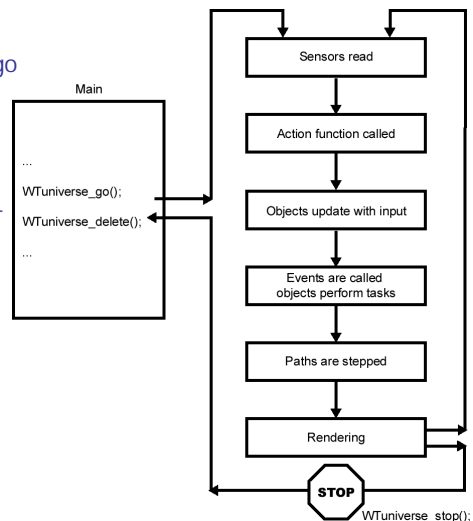 go
Main
...
WTuniverse_go();
WTuniverse_delete();
...
Sensors read
Action function called
Objects update with input
Events are called
objects perform tasks
Paths are stepped
Rendering
STOP
WTuniverse_stop();